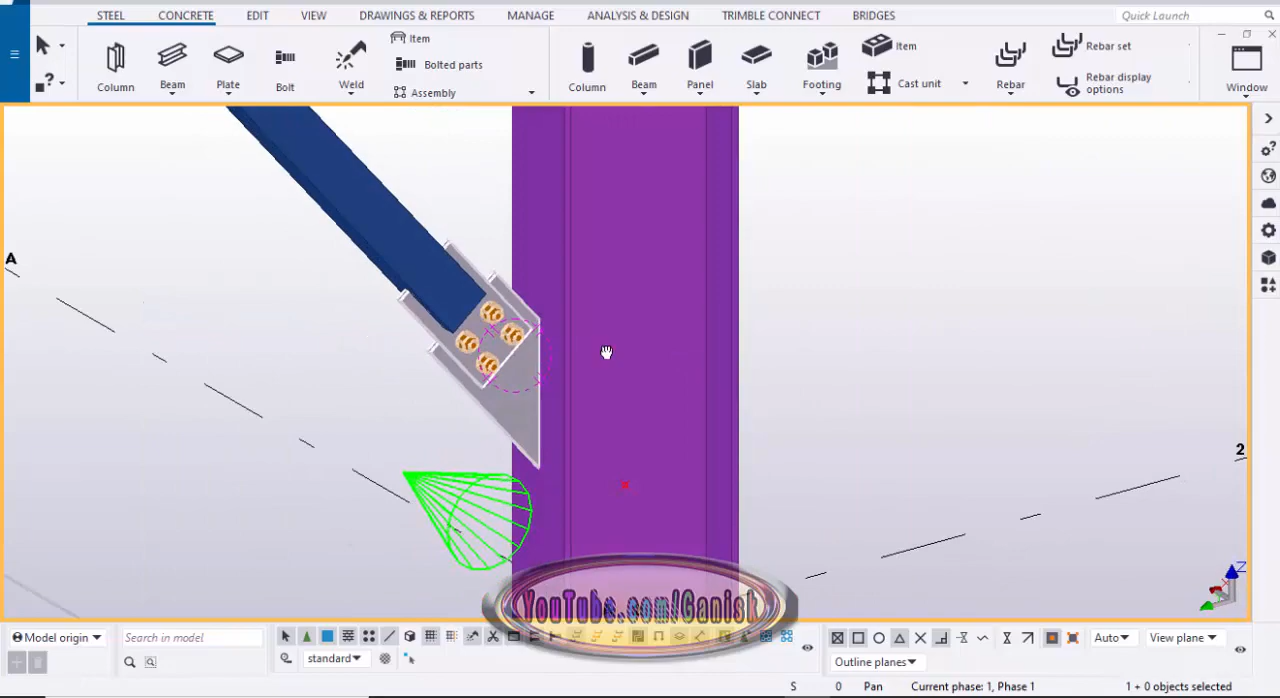 STEEL CONCRETE EDIT VIEW DRAWINGS & REPORTS MANAGE ANALYSIS & DESIGN TRIMBLE CONNECT BRIDGES Quick Launch
Item Item Rebar set
Bolted parts Cast unit Rebar display options
Column Beam Plate Bolt Weld Assembly Column Beam Panel Slab Footing Rebar Window
A
2
Z
YouTube.com/Ganisk
Model origin Search in model Auto View plane
standard Outline planes
S 0 Pan Current phase: 1, Phase 1 1 + 0 objects selected